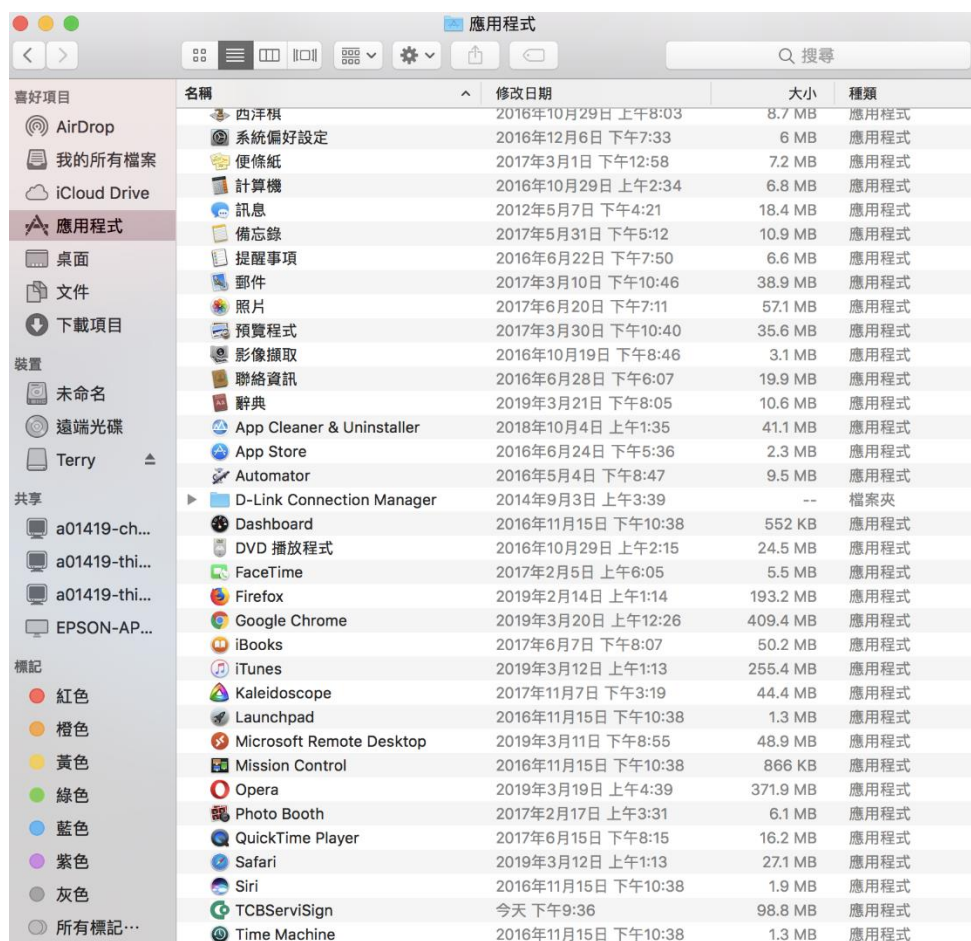 應用程式
搜尋
喜好項目
AirDrop
我的所有檔案
iCloud Drive
應用程式
桌面
文件
下載項目
裝置
未命名
遠端光碟
Terry
共享
a01419-ch...
a01419-thi...
a01419-thi...
EPSON-AP...
標記
紅色
橙色
黃色
綠色
藍色
紫色
灰色
所有標記…
名稱 修改日期 大小 種類
西洋棋 2016年10月29日 上午8:03 8.7 MB 應用程式
系統偏好設定 2016年12月6日 下午7:33 6 MB 應用程式
便條紙 2017年3月1日 下午12:58 7.2 MB 應用程式
計算機 2016年10月29日 上午2:34 6.8 MB 應用程式
訊息 2012年5月7日 下午4:21 18.4 MB 應用程式
備忘錄 2017年5月31日 下午5:12 10.9 MB 應用程式
提醒事項 2016年6月22日 下午7:50 6.6 MB 應用程式
郵件 2017年3月10日 下午10:46 38.9 MB 應用程式
照片 2017年6月20日 下午7:11 57.1 MB 應用程式
預覽程式 2017年3月30日 下午10:40 35.6 MB 應用程式
影像擷取 2016年10月19日 下午8:46 3.1 MB 應用程式
聯絡資訊 2016年6月28日 下午6:07 19.9 MB 應用程式
辭典 2019年3月21日 下午8:05 10.6 MB 應用程式
App Cleaner & Uninstaller 2018年10月4日 上午1:35 41.1 MB 應用程式
App Store 2016年6月24日 下午5:36 2.3 MB 應用程式
Automator 2016年5月4日 下午8:47 9.5 MB 應用程式
D-Link Connection Manager 2014年9月3日 上午3:39 -- 檔案夾
Dashboard 2016年11月15日 下午10:38 552 KB 應用程式
DVD 播放程式 2016年10月29日 上午2:15 24.5 MB 應用程式
FaceTime 2017年2月5日 上午6:05 5.5 MB 應用程式
Firefox 2019年2月14日 上午1:14 193.2 MB 應用程式
Google Chrome 2019年3月20日 上午12:26 409.4 MB 應用程式
iBooks 2017年6月7日 下午8:07 50.2 MB 應用程式
iTunes 2019年3月12日 上午1:13 255.4 MB 應用程式
Kaleidoscope 2017年11月7日 下午3:19 44.4 MB 應用程式
Launchpad 2016年11月15日 下午10:38 1.3 MB 應用程式
Microsoft Remote Desktop 2019年3月11日 下午8:55 48.9 MB 應用程式
Mission Control 2016年11月15日 下午10:38 866 KB 應用程式
Opera 2019年3月19日 上午4:39 371.9 MB 應用程式
Photo Booth 2017年2月17日 上午3:31 6.1 MB 應用程式
QuickTime Player 2017年6月15日 下午8:15 16.2 MB 應用程式
Safari 2019年3月12日 上午1:13 27.1 MB 應用程式
Siri 2016年11月15日 下午10:38 1.9 MB 應用程式
TCBServiSign 今天 下午9:36 98.8 MB 應用程式
Time Machine 2016年11月15日 下午10:38 1.3 MB 應用程式